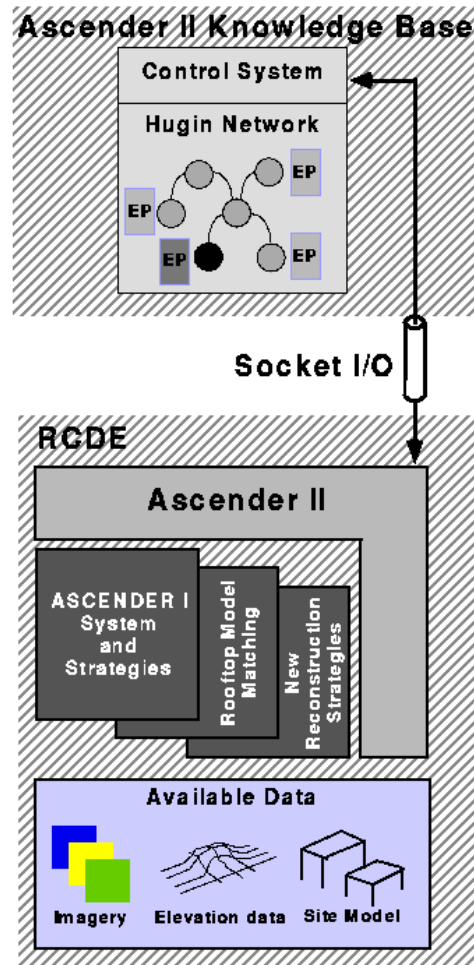 Ascender II Knowledge Base
Control System
Hugin Network
EP
EP
EP
EP
Socket I/O
RCDE
Ascender II
ASCENDER I
System
and
Strategies
Rooftop Model
Matching
New
Reconstruction
Strategies
Available Data
Imagery
Elevation data
Site Model